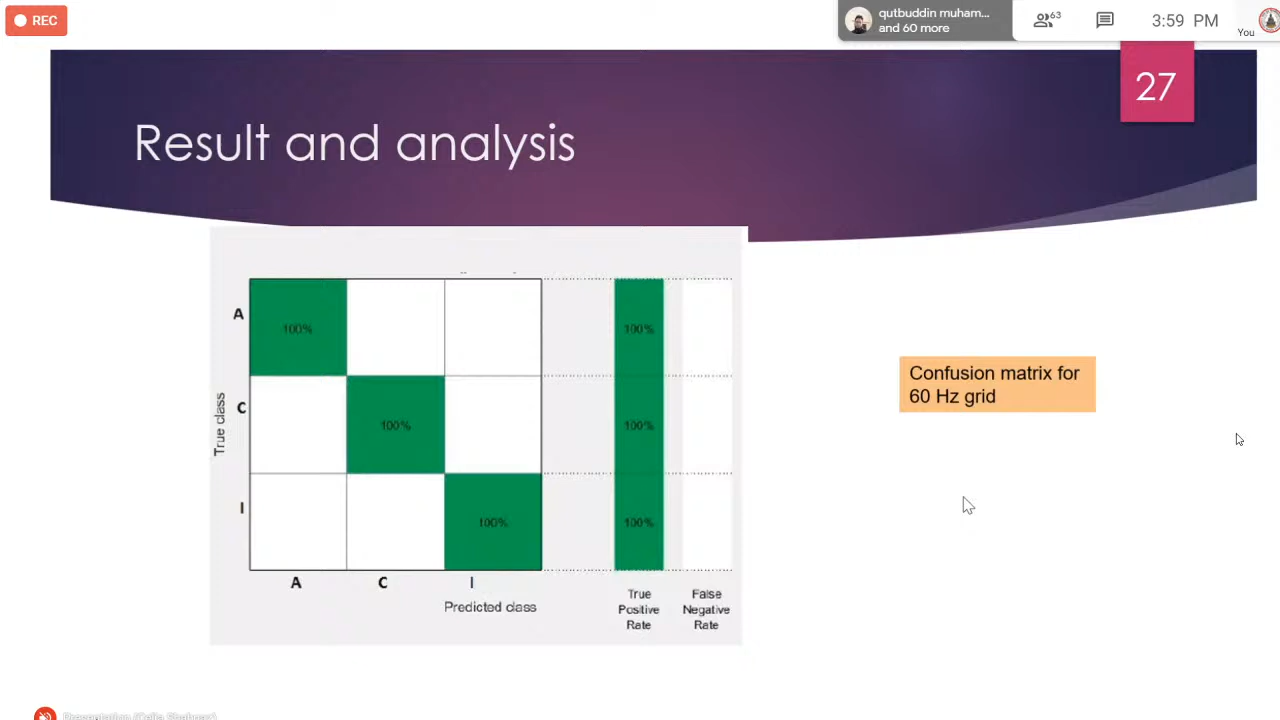 REC
qutbuddin muham...
and 60 more
63
3:59 PM
You
27
Result and analysis
A
100%
100%
C
100%
100%
I
100%
100%
True class
A
C
I
Predicted class
True
Positive
Rate
False
Negative
Rate
Confusion matrix for
60 Hz grid